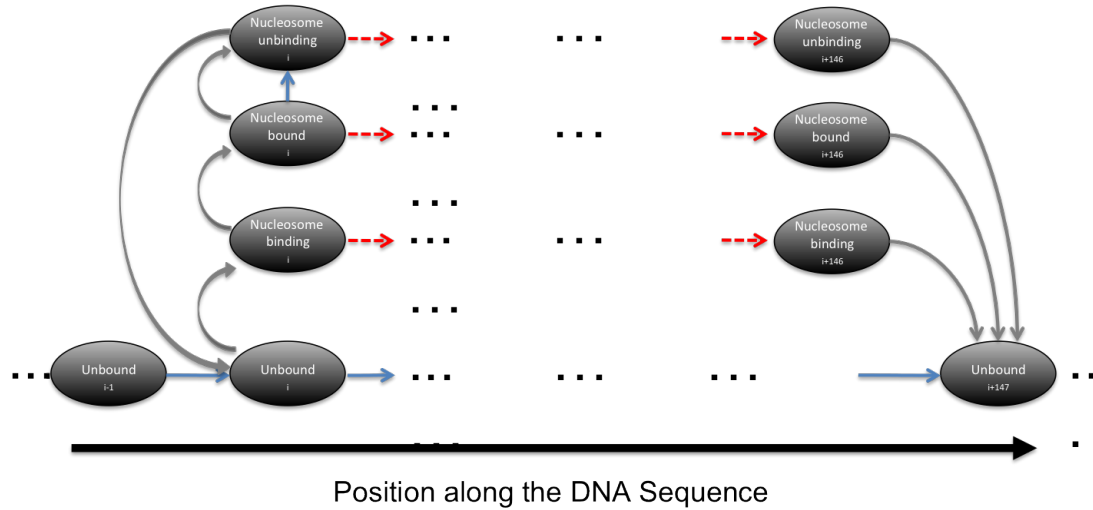 Nucleosome
unbinding
i
Nucleosome
unbinding
i+146
Nucleosome
bound
i
Nucleosome
bound
i+146
Nucleosome
binding
i
Nucleosome
binding
i+146
Unbound
i-1
Unbound
i
Unbound
i+147
Position along the DNA Sequence